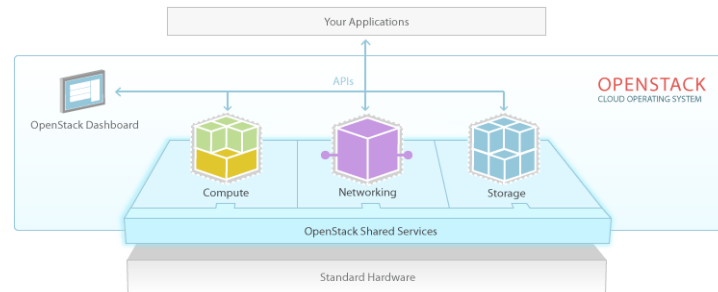 Your Applications
APIs
OPENSTACK
CLOUD OPERATING SYSTEM
OpenStack Dashboard
Compute
Networking
Storage
OpenStack Shared Services
Standard Hardware